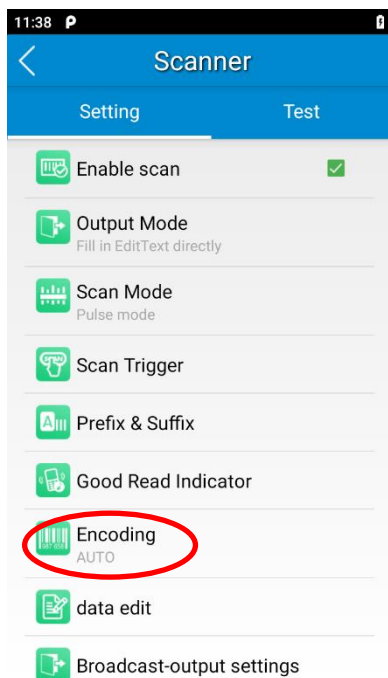 11:38 P
Scanner
Setting
Test
Enable scan
Output Mode
Fill in EditText directly
Scan Mode
Pulse mode
Scan Trigger
Prefix & Suffix
Good Read Indicator
Encoding
AUTO
data edit
Broadcast-output settings